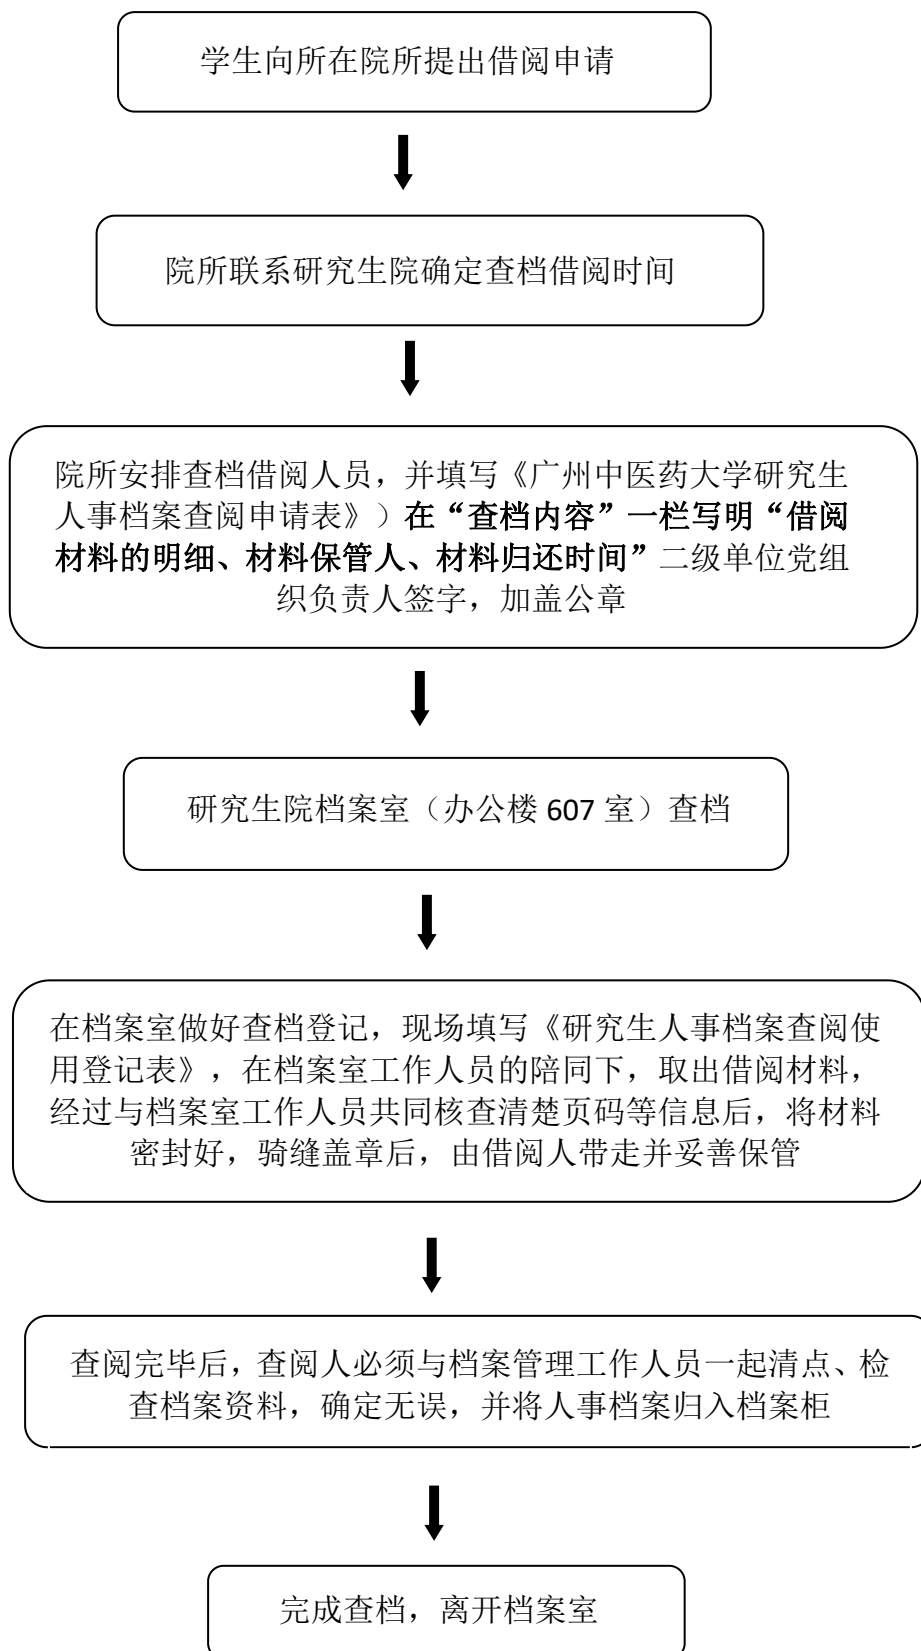 学生向所在院所提出借阅申请
院所联系研究生院确定查档借阅时间
院所安排查档借阅人员，并填写《广州中医药大学研究生
人事档案查阅申请表》）在“查档内容”一栏写明“借阅
材料的明细、材料保管人、材料归还时间”二级单位党组
织负责人签字，加盖公章
研究生院档案室（办公楼 607 室）查档
在档案室做好查档登记，现场填写《研究生人事档案查阅使
用登记表》，在档案室工作人员的陪同下，取出借阅材料，
经过与档案室工作人员共同核查清楚页码等信息后，将材料
密封好，骑缝盖章后，由借阅人带走并妥善保管
查阅完毕后，查阅人必须与档案管理工作人员一起清点、检
查档案资料，确定无误，并将人事档案归入档案柜
完成查档，离开档案室